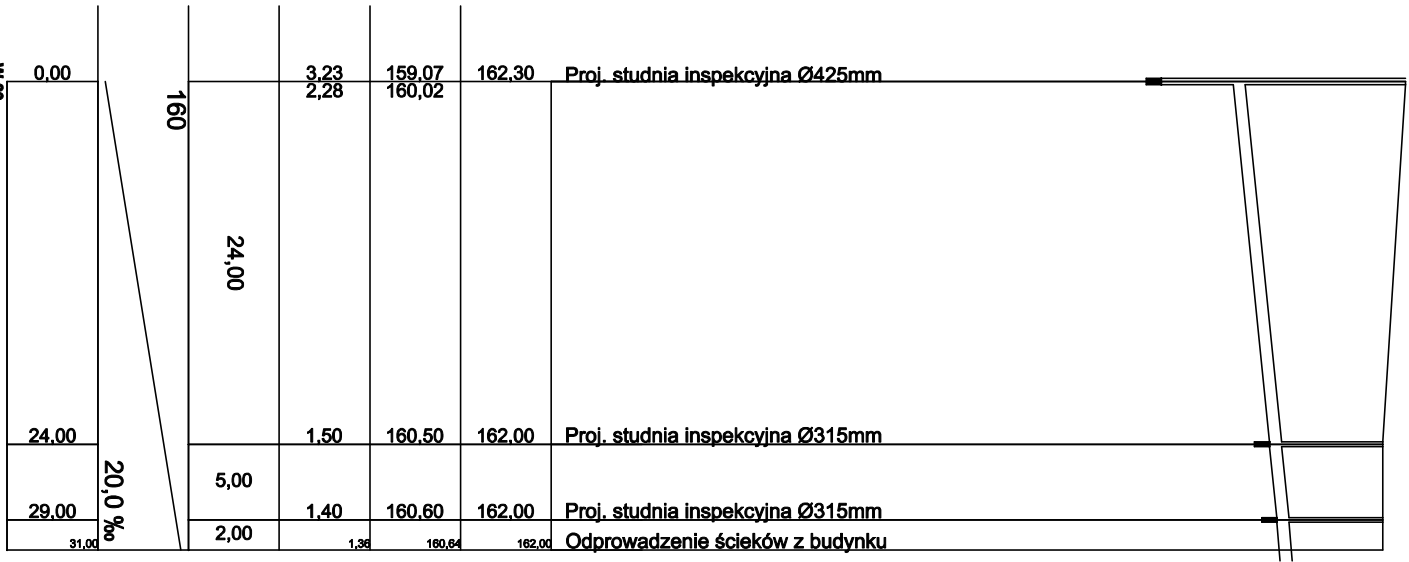 0,00 3,23 159,07 162,30 Proj. studnia inspekcyjna Ø425mm
2,28 160,02
160
24,00
24,00 1,50 160,50 162,00 Proj. studnia inspekcyjna Ø315mm
20,0 ‰
5,00
29,00 1,40 160,60 162,00 Proj. studnia inspekcyjna Ø315mm
2,00
31,00 1,36 160,64 162,00 Odprowadzenie ścieków z budynku